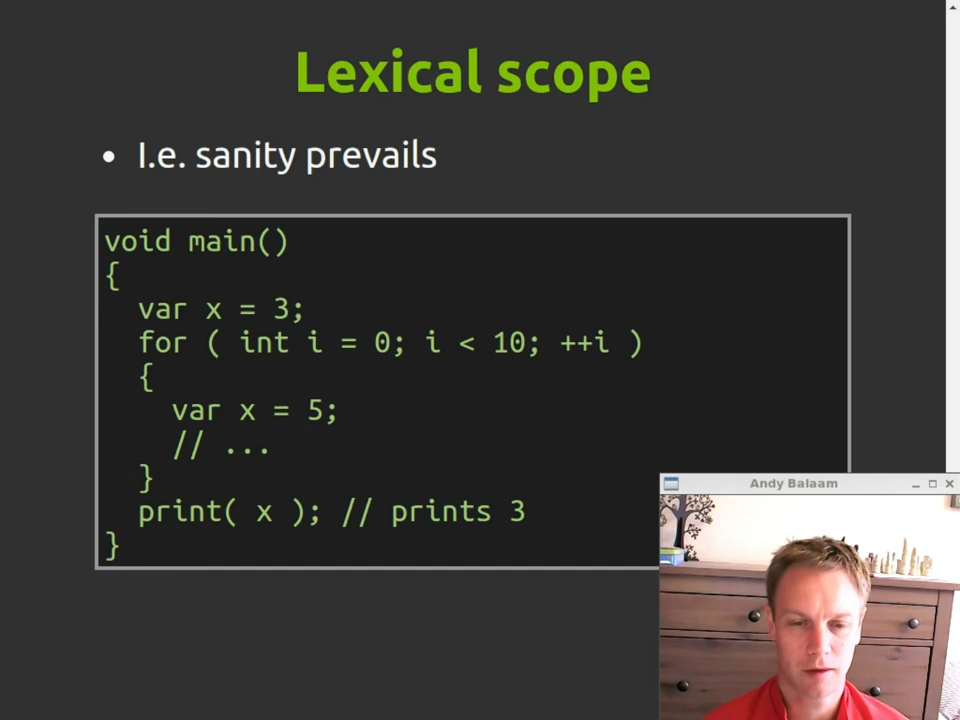 Lexical scope
• I.e. sanity prevails
void main()
{
  var x = 3;
  for ( int i = 0; i < 10; ++i )
  {
    var x = 5;
    // ...
  }
  print( x ); // prints 3
}
Andy Balaam